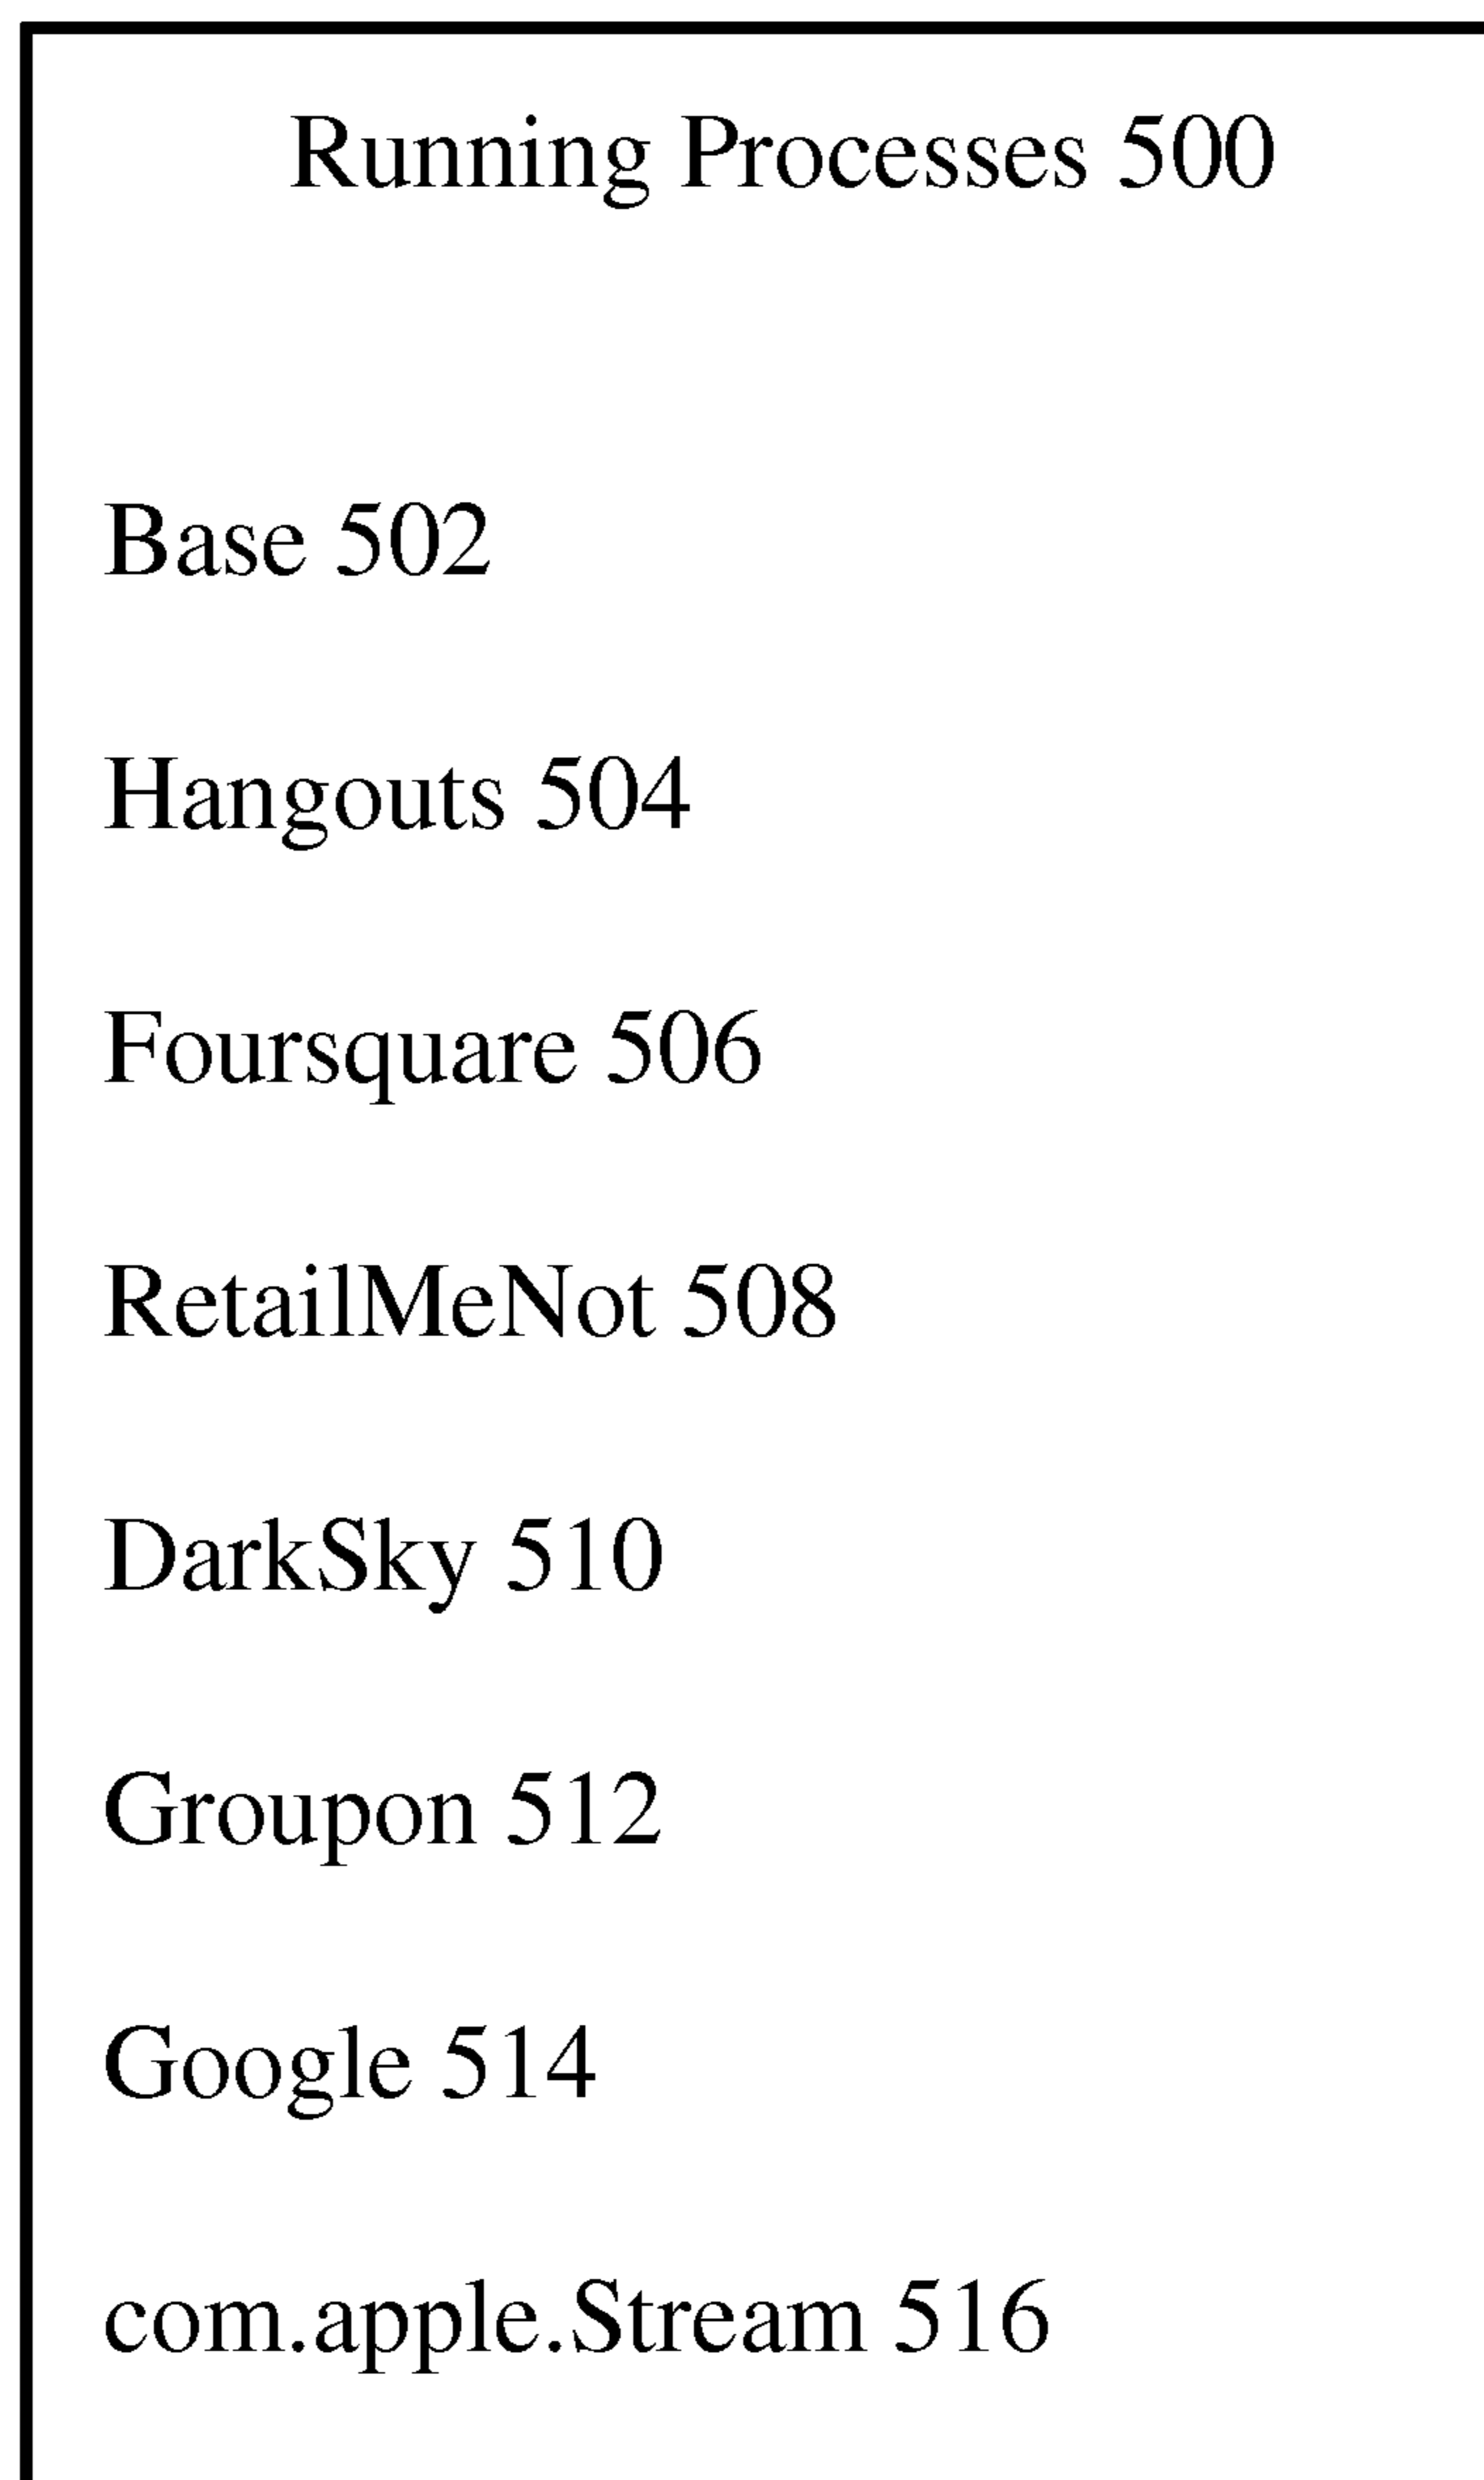 Running Processes 500
Base 502
Hangouts 504
Foursquare 506
RetailMeNot 508
DarkSky 510
Groupon 512
Google 514
com.apple.Stream 516